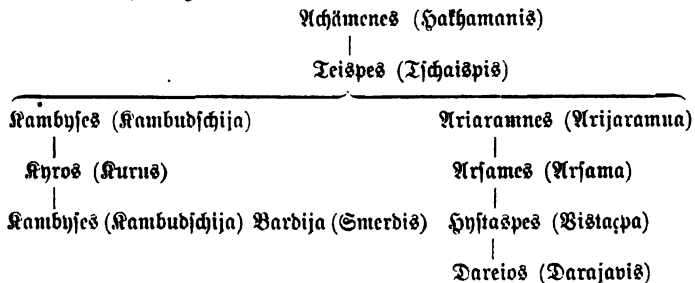 Achämenes (Hakhamanis)
Teispes (Tschaispis)
Kambyses (Kambudschija) Ariaramnes (Arijaramna)
Kyros (Kurus) Arsames (Arsama)
Kambyses (Kambudschija) Bardija (Smerdis) Hystaspes (Vistaçpa)
Dareios (Darajavis)